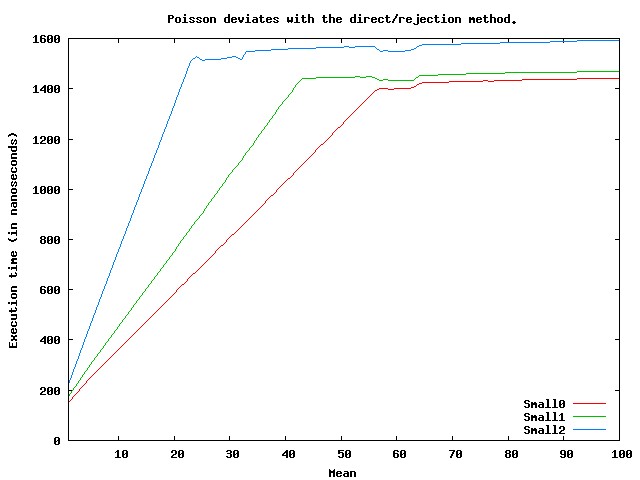 Poisson deviates with the direct/rejection method.
Execution time (in nanoseconds)
1600
1400
1200
1000
800
600
400
200
0
10 20 30 40 50 60 70 80 90 100
Mean
Small0
Small1
Small2